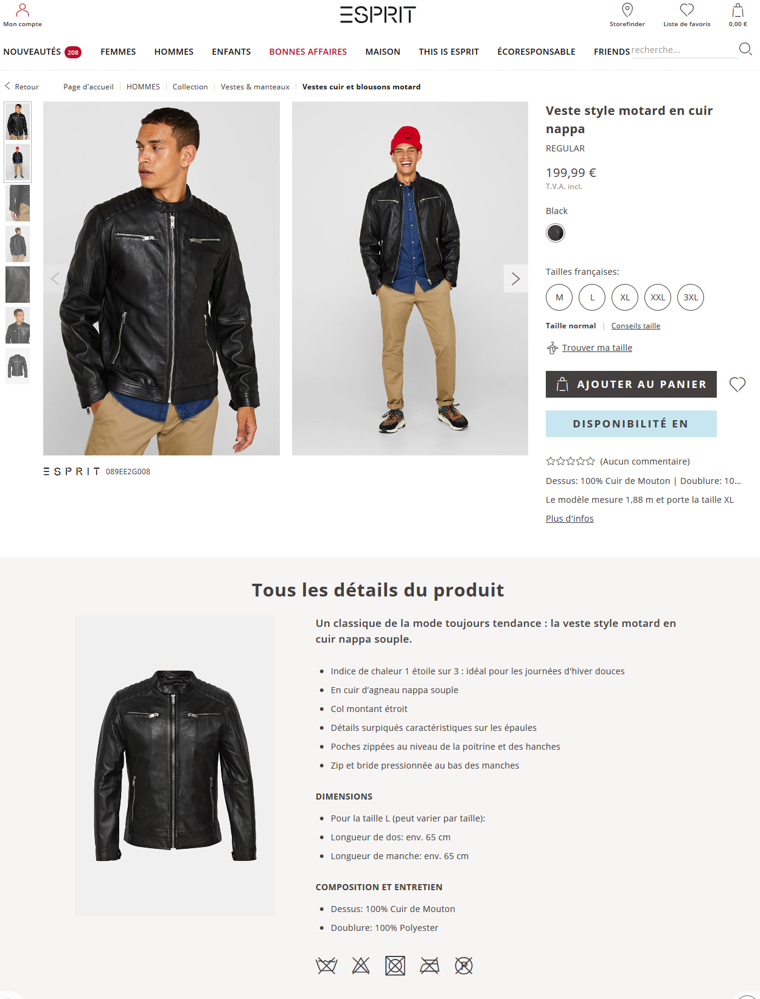 Mon compte
ESPRIT
Storefinder
Liste de favoris
0,00 €
NOUVEAUTÉS 208 FEMMES HOMMES ENFANTS BONNES AFFAIRES MAISON THIS IS ESPRIT ÉCORESPONSABLE FRIENDS recherche...
Retour Page d'accueil HOMMES Collection Vestes & manteaux Vestes cuir et blousons motard
Veste style motard en cuir
nappa
REGULAR
199,99 €
T.V.A. incl.
Black
Tailles françaises:
M L XL XXL 3XL
Taille normal | Conseils taille
Trouver ma taille
AJOUTER AU PANIER
DISPONIBILITÉ EN
(Aucun commentaire)
Dessus: 100% Cuir de Mouton | Doublure: 10...
Le modèle mesure 1,88 m et porte la taille XL
Plus d'infos
ESPRIT 089EE2G008
Tous les détails du produit
Un classique de la mode toujours tendance : la veste style motard en
cuir nappa souple.
• Indice de chaleur 1 étoile sur 3 : idéal pour les journées d'hiver douces
• En cuir d’agneau nappa souple
• Col montant étroit
• Détails surpiqués caractéristiques sur les épaules
• Poches zippées au niveau de la poitrine et des hanches
• Zip et bride pressionnée au bas des manches
DIMENSIONS
• Pour la taille L (peut varier par taille):
• Longueur de dos: env. 65 cm
• Longueur de manche: env. 65 cm
COMPOSITION ET ENTRETIEN
• Dessus: 100% Cuir de Mouton
• Doublure: 100% Polyester
P